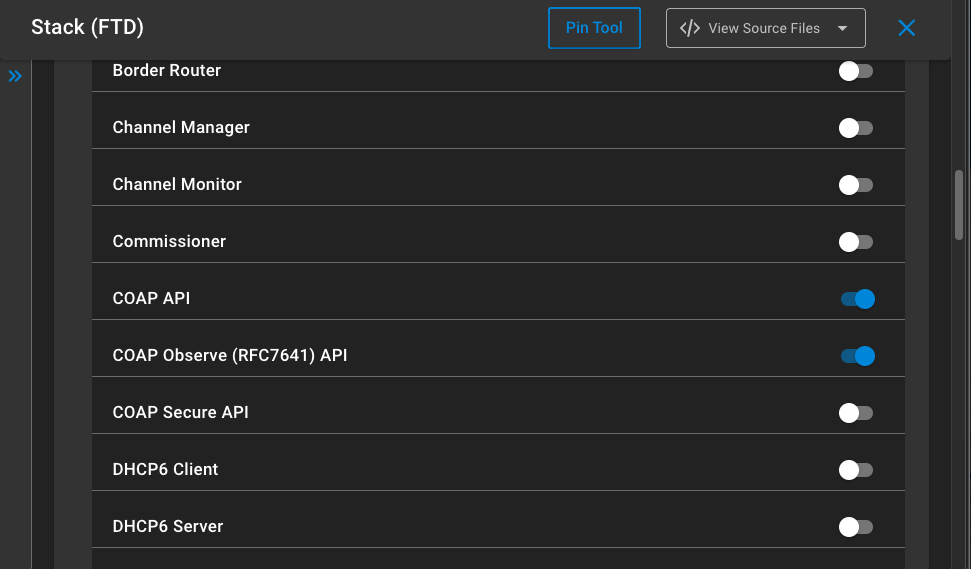 Stack (FTD)
Pin Tool
</> View Source Files
Border Router
Channel Manager
Channel Monitor
Commissioner
COAP API
COAP Observe (RFC7641) API
COAP Secure API
DHCP6 Client
DHCP6 Server